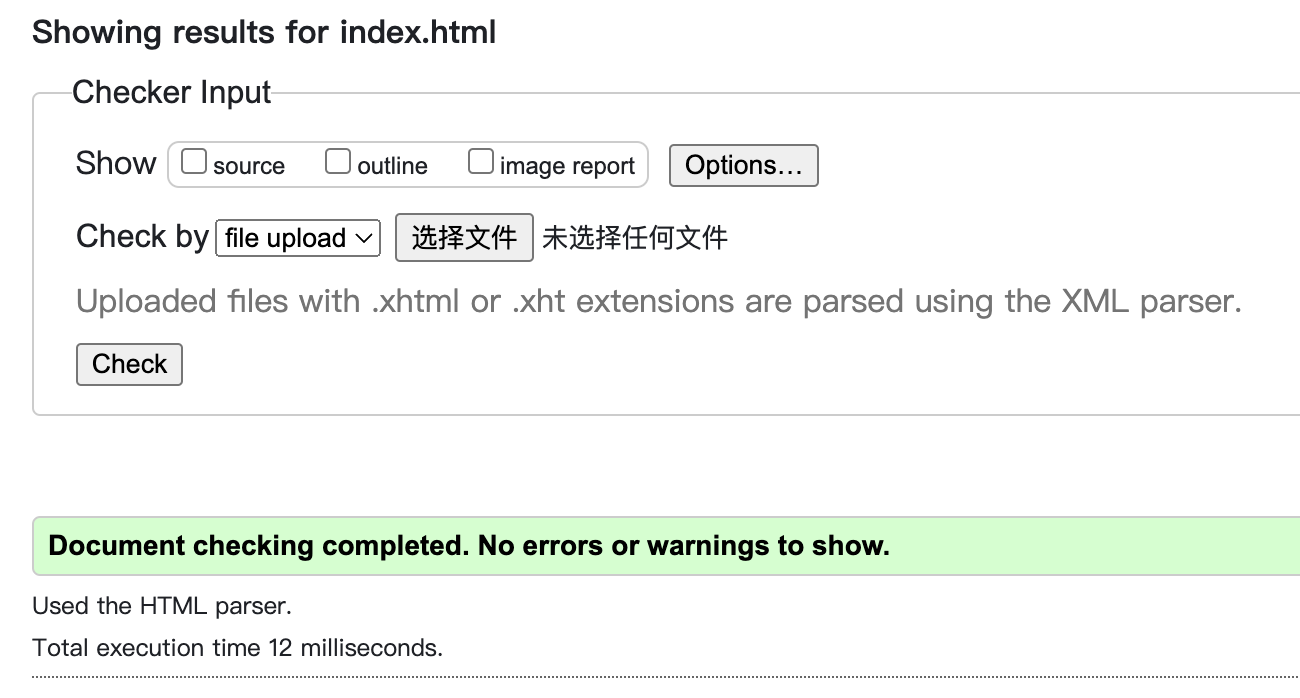 Showing results for index.html
Checker Input
Show source outline image report Options...
Check by file upload 选择文件 未选择任何文件
Uploaded files with .xhtml or .xht extensions are parsed using the XML parser.
Check
Document checking completed. No errors or warnings to show.
Used the HTML parser.
Total execution time 12 milliseconds.